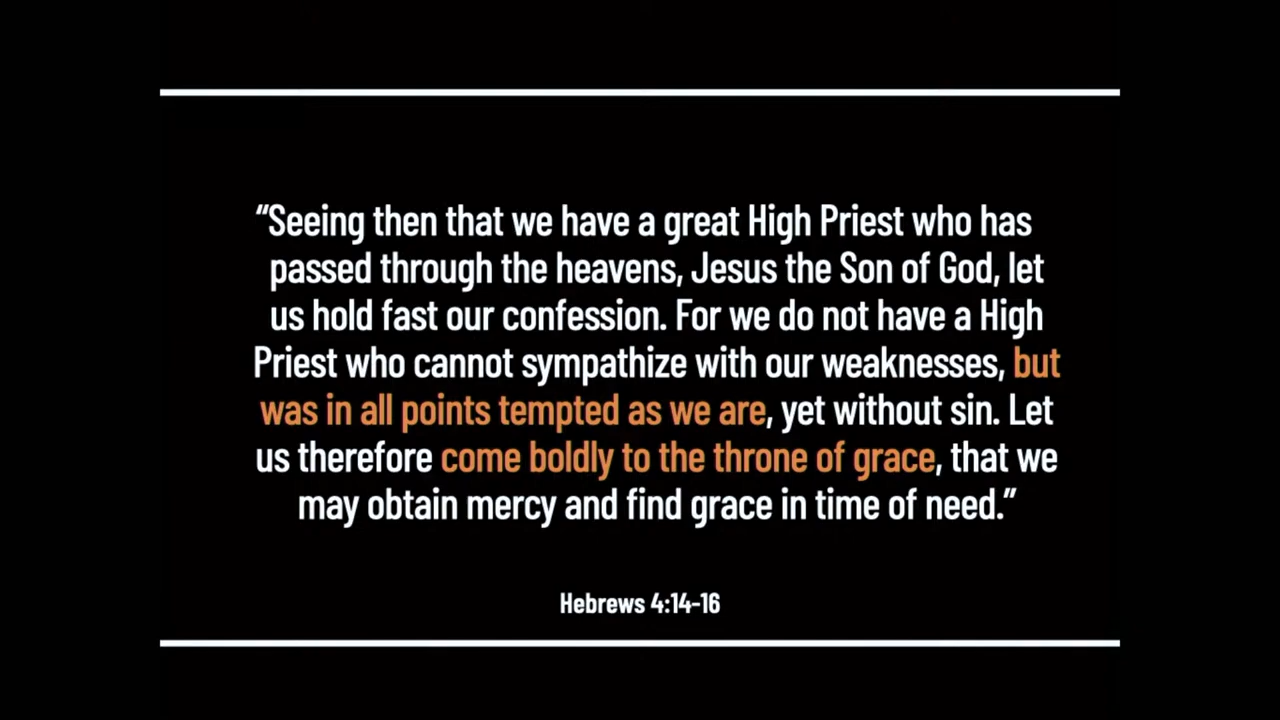 “Seeing then that we have a great High Priest who has
passed through the heavens, Jesus the Son of God, let
us hold fast our confession. For we do not have a High
Priest who cannot sympathize with our weaknesses, but
was in all points tempted as we are, yet without sin. Let
us therefore come boldly to the throne of grace, that we
may obtain mercy and find grace in time of need.”
Hebrews 4:14-16